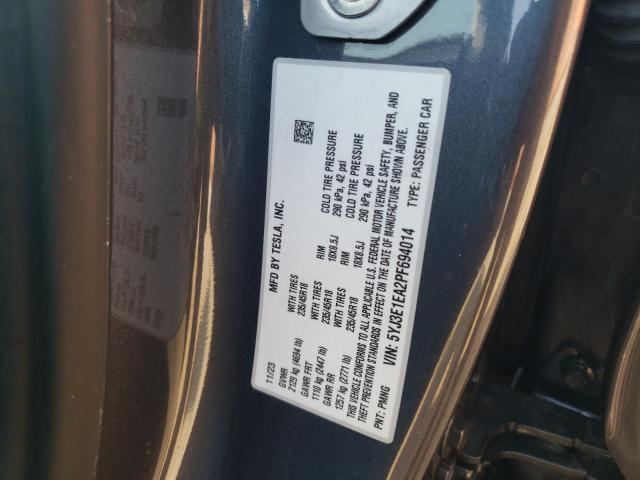 MFD BY TESLA, INC.
11/23
GVWR
2129 kg (4694 lb)
GAWR FRT WITH TIRES RIM COLD TIRE PRESSURE
1110 kg (2447 lb) 235/45R18 18X8.5J 290 kPa, 42 psi
GAWR RR WITH TIRES RIM COLD TIRE PRESSURE
1257 kg (2771 lb) 235/45R18 18X8.5J 290 kPa, 42 psi
THIS VEHICLE CONFORMS TO ALL APPLICABLE U.S. FEDERAL MOTOR VEHICLE SAFETY, BUMPER, AND
THEFT PREVENTION STANDARDS IN EFFECT ON THE DATE OF MANUFACTURE SHOWN ABOVE.
VIN: 5YJ3E1EA2PF694014 TYPE: PASSENGER CAR
PNT: PMNG